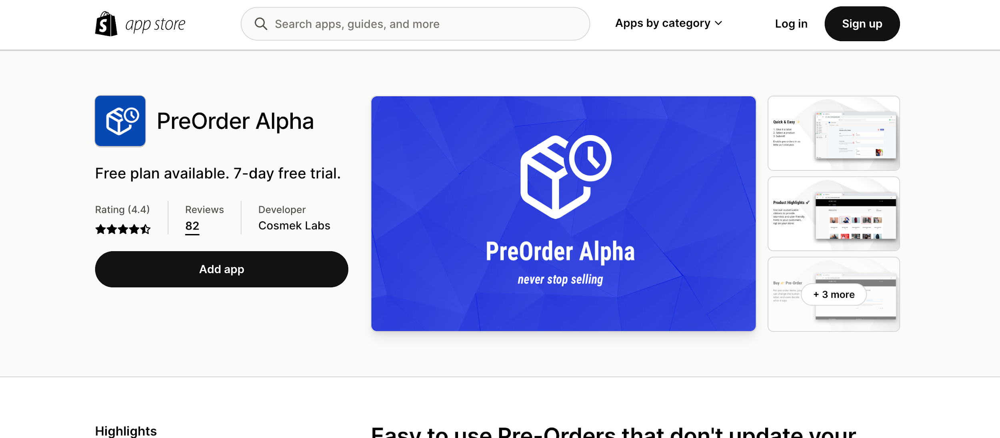 app store
Search apps, guides, and more
Apps by category
Log in
Sign up
PreOrder Alpha
Free plan available. 7-day free trial.
Rating (4.4)
Reviews
82
Developer
Cosmek Labs
Add app
PreOrder Alpha
never stop selling
Quick & Easy ✨
1. Give it a label
2. Select a product
3. Submit!
Enable pre-orders in as
little as 5 minutes
Product Highlights 🚀
Use our customizable
ribbons to provide
seamless and user-friendly
hints to your customers,
rigt on your store!
PRODUCTS
Buy 👉 Pre-Order
For pre-order items, you
can change the button
label, and even decide
what it says
+ 3 more
Highlights
Easy to use Pre-Orders that don't update your